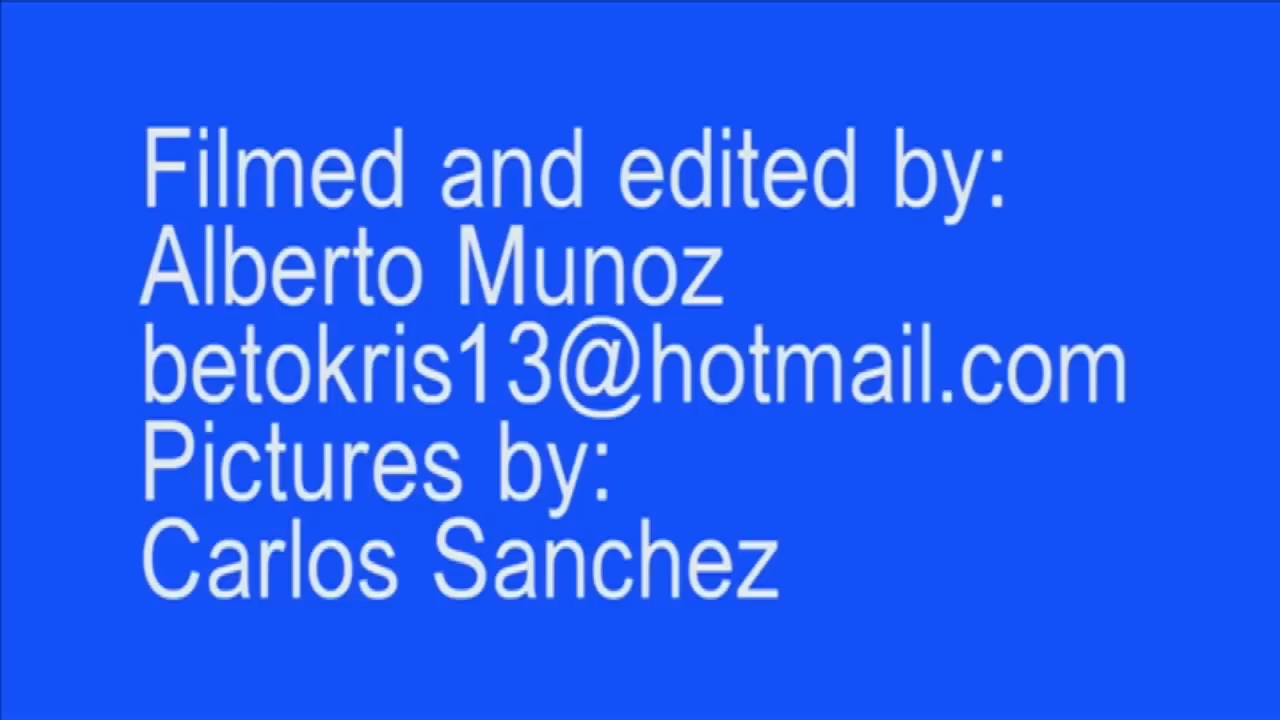 Filmed and edited by:
Alberto Munoz
betokris13@hotmail.com
Pictures by:
Carlos Sanchez